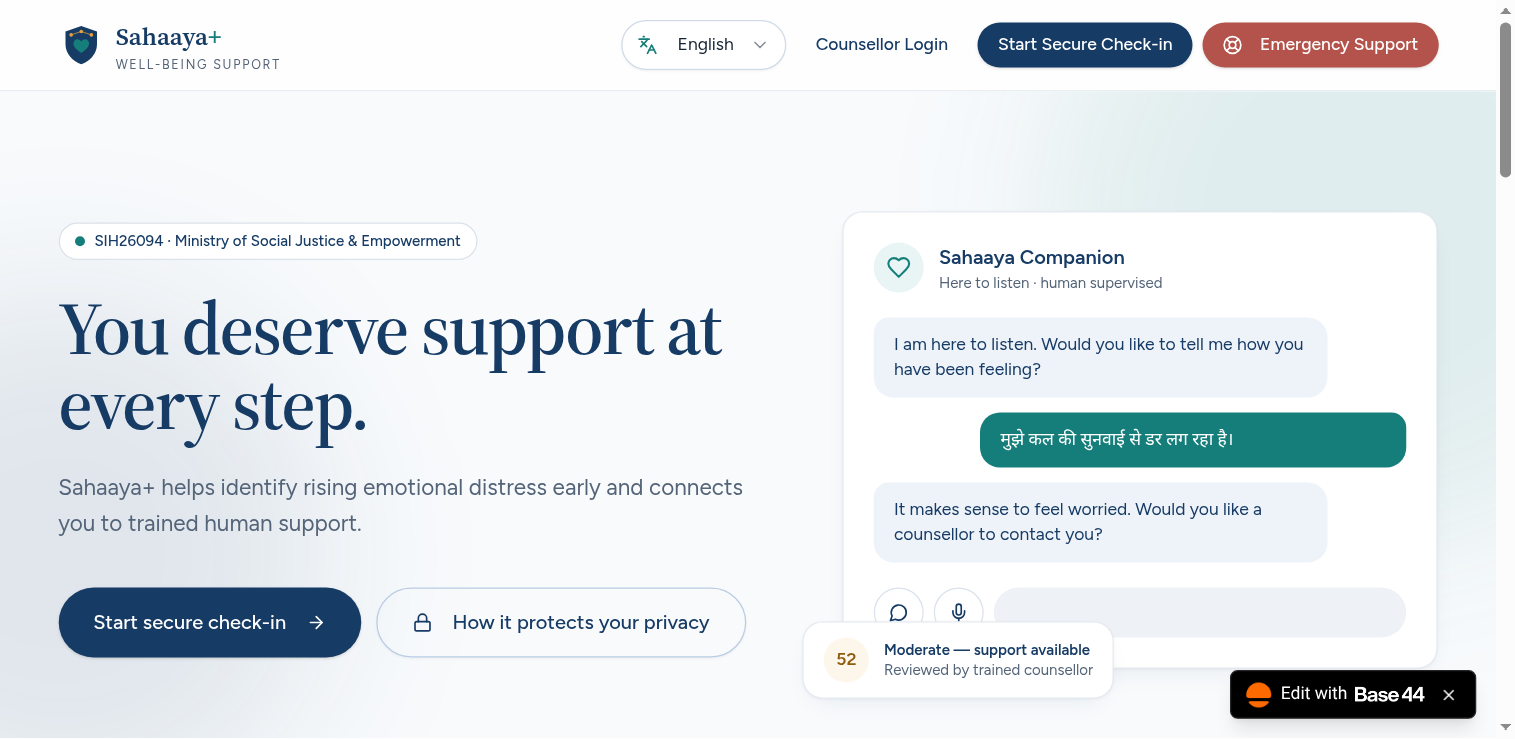 Sahaaya+
WELL-BEING SUPPORT
English
Counsellor Login
Start Secure Check-in
Emergency Support
SIH26094 · Ministry of Social Justice & Empowerment
You deserve support at
every step.
Sahaaya+ helps identify rising emotional distress early and connects
you to trained human support.
Start secure check-in
How it protects your privacy
Sahaaya Companion
Here to listen · human supervised
I am here to listen. Would you like to tell me how you
have been feeling?
मुझे कल की सुनवाई से डर लग रहा है।
It makes sense to feel worried. Would you like a
counsellor to contact you?
52
Moderate — support available
Reviewed by trained counsellor
Edit with Base44